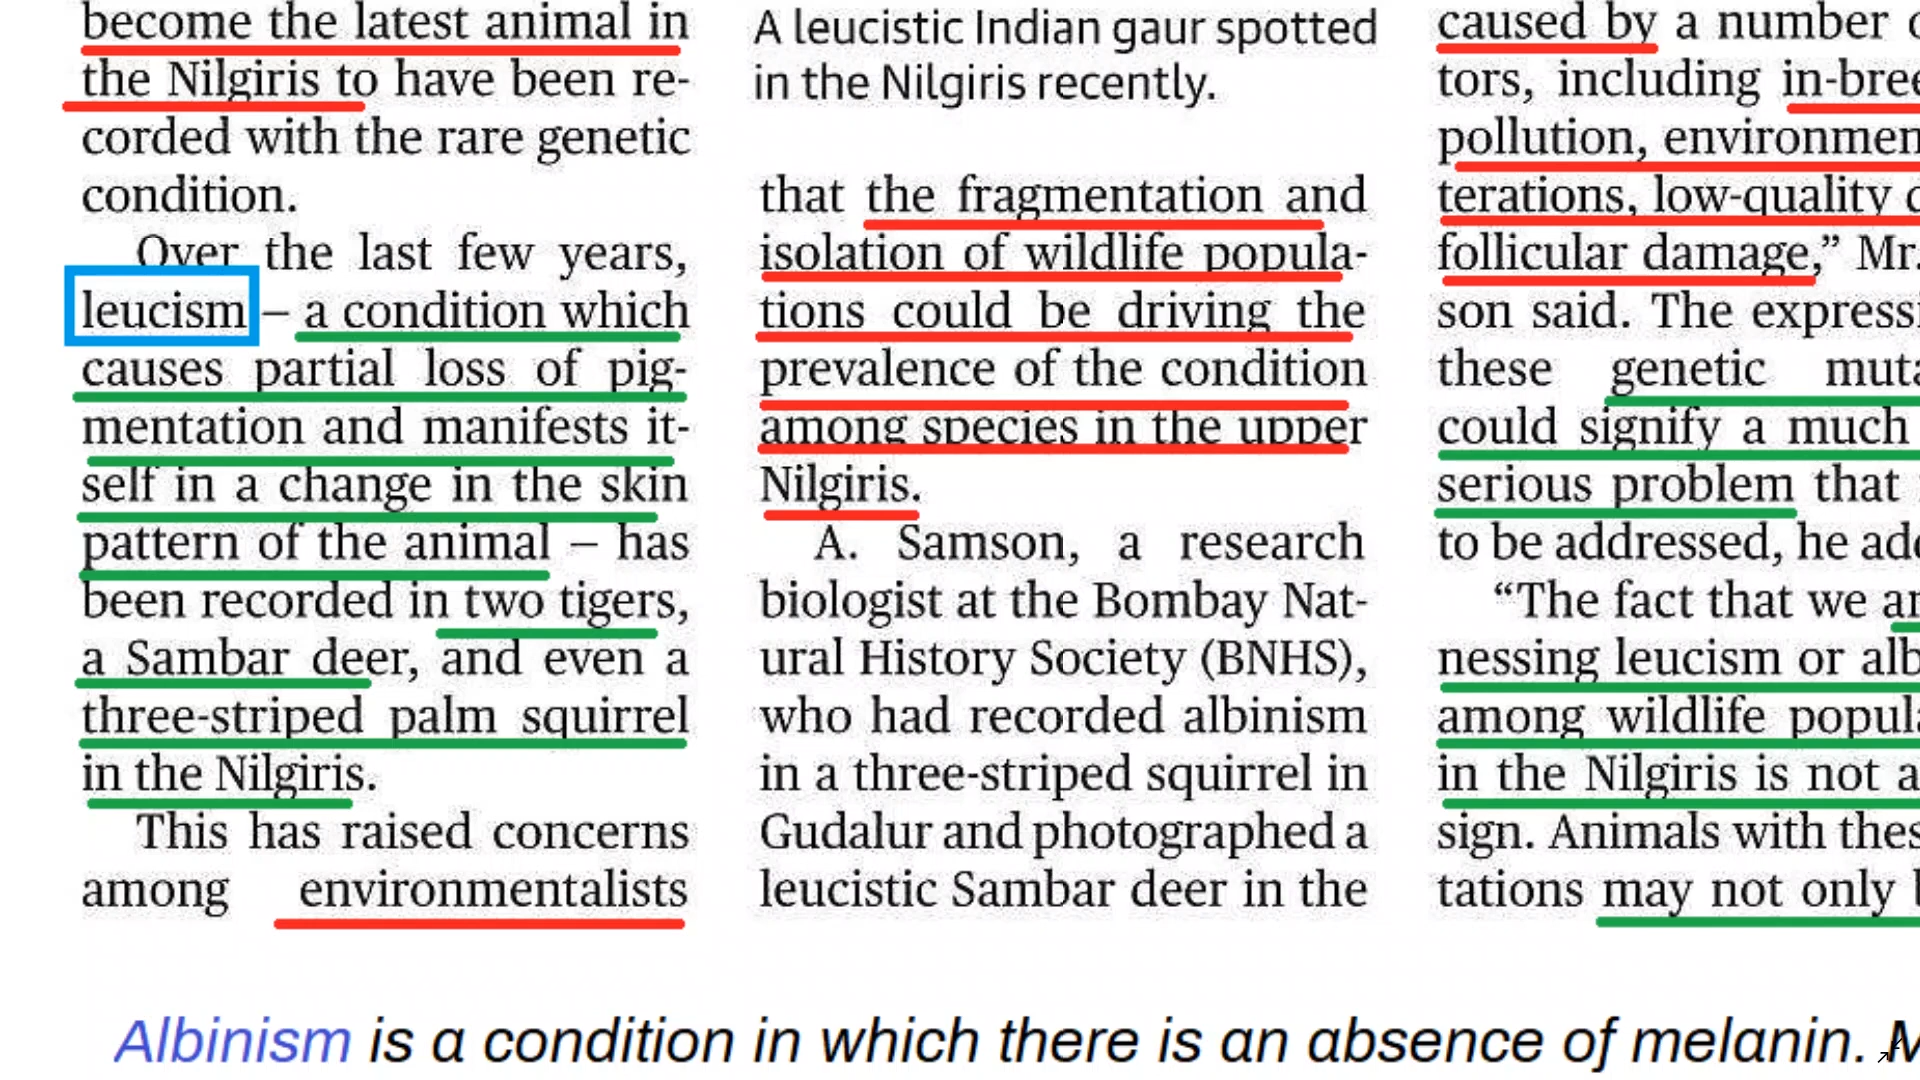 become the latest animal in
the Nilgiris to have been re-
corded with the rare genetic
condition.
Over the last few years,
leucism – a condition which
causes partial loss of pig-
mentation and manifests it-
self in a change in the skin
pattern of the animal – has
been recorded in two tigers,
a Sambar deer, and even a
three-striped palm squirrel
in the Nilgiris.
This has raised concerns
among environmentalists
A leucistic Indian gaur spotted
in the Nilgiris recently.
that the fragmentation and
isolation of wildlife popula-
tions could be driving the
prevalence of the condition
among species in the upper
Nilgiris.
A. Samson, a research
biologist at the Bombay Nat-
ural History Society (BNHS),
who had recorded albinism
in a three-striped squirrel in
Gudalur and photographed a
leucistic Sambar deer in the
caused by a number
tors, including in-bree
pollution, environmen
terations, low-quality
follicular damage,” Mr.
son said. The express
these genetic muta
could signify a much
serious problem that
to be addressed, he ad
“The fact that we
nessing leucism or alb
among wildlife popul
in the Nilgiris is not a
sign. Animals with thes
tations may not only
Albinism is a condition in which there is an absence of melanin.